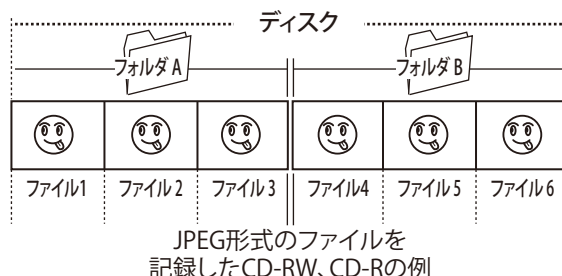 ディスク
フォルダ A
フォルダ B
ファイル1
ファイル 2
ファイル 3
ファイル4
ファイル 5
ファイル 6
JPEG形式のファイルを
記録したCD-RW、CD-Rの例